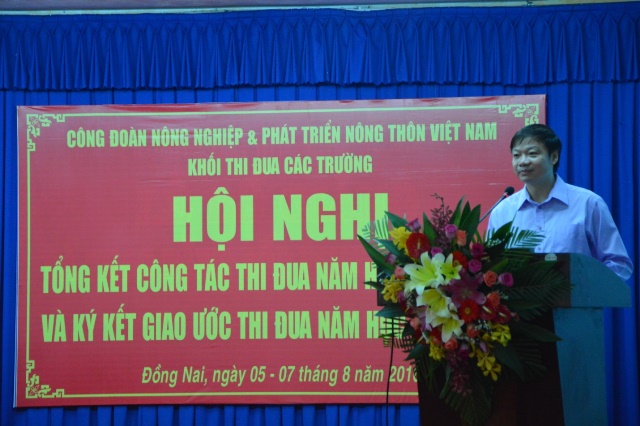 CÔNG ĐOÀN NÔNG NGHIỆP & PHÁT TRIỂN NÔNG THÔN VIỆT NAM
KHỐI THI ĐUA CÁC TRƯỜNG
HỘI NGHỊ
TỔNG KẾT CÔNG TÁC THI ĐUA NĂM
VÀ KÝ KẾT GIAO ƯỚC THI ĐUA NĂM
Đồng Nai, ngày 05 - 07 tháng 8 năm 2018